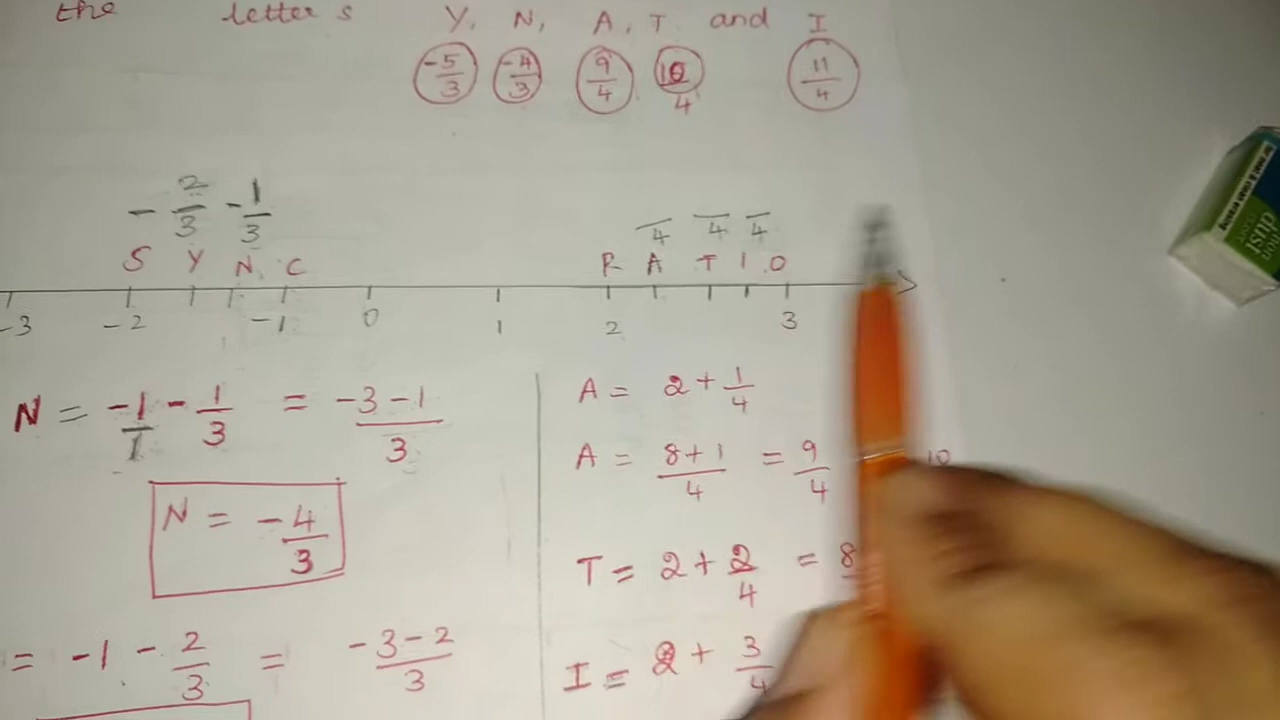 the letters Y, N, A, T and I
-5/3 -4/3 9/4 10/4 11/4
- 2/3 - 1/3 /4 /4 /4
S Y N C R A T I O
-3 -2 -1 0 1 2 3
N = -1/1 - 1/3 = -3-1/3
A = 2 + 1/4
A = 8+1/4 = 9/4 10
N = -4/3
T = 2 + 2/4 = 8
= -1 - 2/3 = -3-2/3
I = 2 + 3/4
DUST